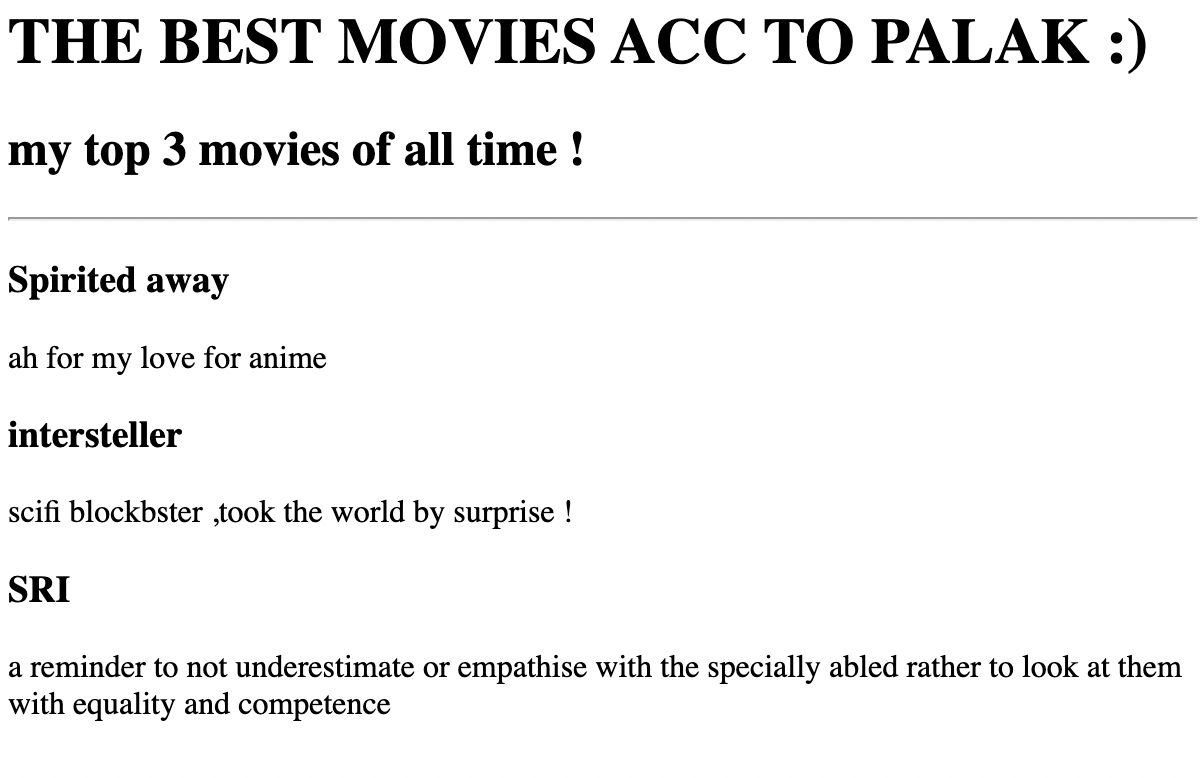 THE BEST MOVIES ACC TO PALAK :)
my top 3 movies of all time !
Spirited away
ah for my love for anime
intersteller
scifi blockbster ,took the world by surprise !
SRI
a reminder to not underestimate or empathise with the specially abled rather to look at them
with equality and competence